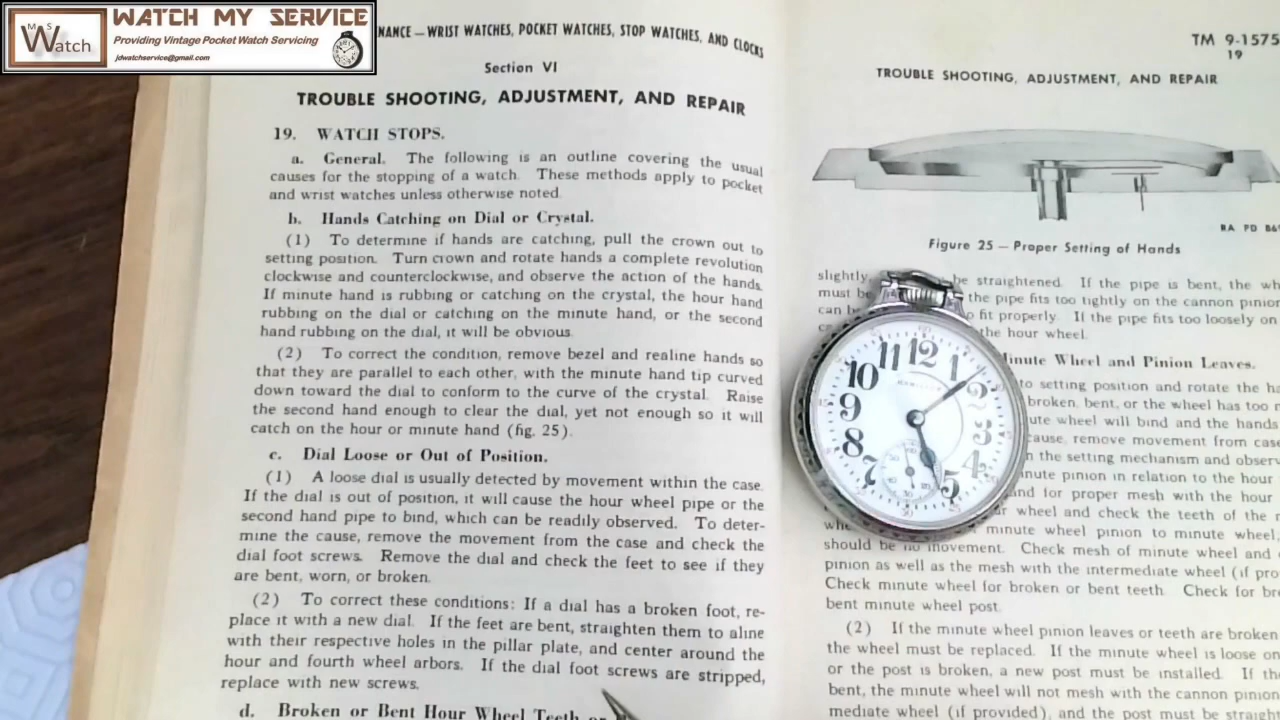 M S
Watch
WATCH MY SERVICE
Providing Vintage Pocket Watch Servicing
jdwatchservice@gmail.com
NANCE — WRIST WATCHES, POCKET WATCHES, STOP WATCHES, AND CLOCKS
Section VI
TROUBLE SHOOTING, ADJUSTMENT, AND REPAIR
19. WATCH STOPS.
a. General. The following is an outline covering the usual
causes for the stopping of a watch. These methods apply to pocket
and wrist watches unless otherwise noted.
b. Hands Catching on Dial or Crystal.
(1) To determine if hands are catching, pull the crown out to
setting position. Turn crown and rotate hands a complete revolution
clockwise and counterclockwise, and observe the action of the hands.
If minute hand is rubbing or catching on the crystal, the hour hand
rubbing on the dial or catching on the minute hand, or the second
hand rubbing on the dial, it will be obvious.
(2) To correct the condition, remove bezel and realine hands so
that they are parallel to each other, with the minute hand tip curved
down toward the dial to conform to the curve of the crystal. Raise
the second hand enough to clear the dial, yet not enough so it will
catch on the hour or minute hand (fig. 25).
c. Dial Loose or Out of Position.
(1) A loose dial is usually detected by movement within the case.
If the dial is out of position, it will cause the hour wheel pipe or the
second hand pipe to bind, which can be readily observed. To deter-
mine the cause, remove the movement from the case and check the
dial foot screws. Remove the dial and check the feet to see if they
are bent, worn, or broken.
(2) To correct these conditions: If a dial has a broken foot, re-
place it with a new dial. If the feet are bent, straighten them to aline
with their respective holes in the pillar plate, and center around the
hour and fourth wheel arbors. If the dial foot screws are stripped,
replace with new screws.
d. Broken or Bent Hour Wheel Teeth or
TM 9-1575
19
TROUBLE SHOOTING, ADJUSTMENT, AND REPAIR
RA PD
Figure 25 — Proper Setting of Hands
slightly be straightened. If the pipe is bent, the
must be the pipe fits too tightly on the cannon pinion
can fit properly. If the pipe fits too loosely on
the hour wheel.
Minute Wheel and Pinion Leaves.
to setting position and rotate the
broken, bent, or the wheel has too
wheel will bind and the hands
cause, remove movement from case
the setting mechanism and
minute pinion in relation to the hour
and for proper mesh with the hour
wheel and check the teeth of the
minute wheel pinion to minute wheel,
should be no movement. Check mesh of minute wheel and
pinion as well as the mesh with the intermediate wheel (if
Check minute wheel for broken or bent teeth. Check for
bent minute wheel post.
(2) If the minute wheel pinion leaves or teeth are broken
the wheel must be replaced. If the minute wheel is loose on
or the post is broken, a new post must be installed. If
bent, the minute wheel will not mesh with the cannon pinion
mediate wheel (if provided), and the post must be
12
1
2
3
4
5
7
8
9
10
11
60